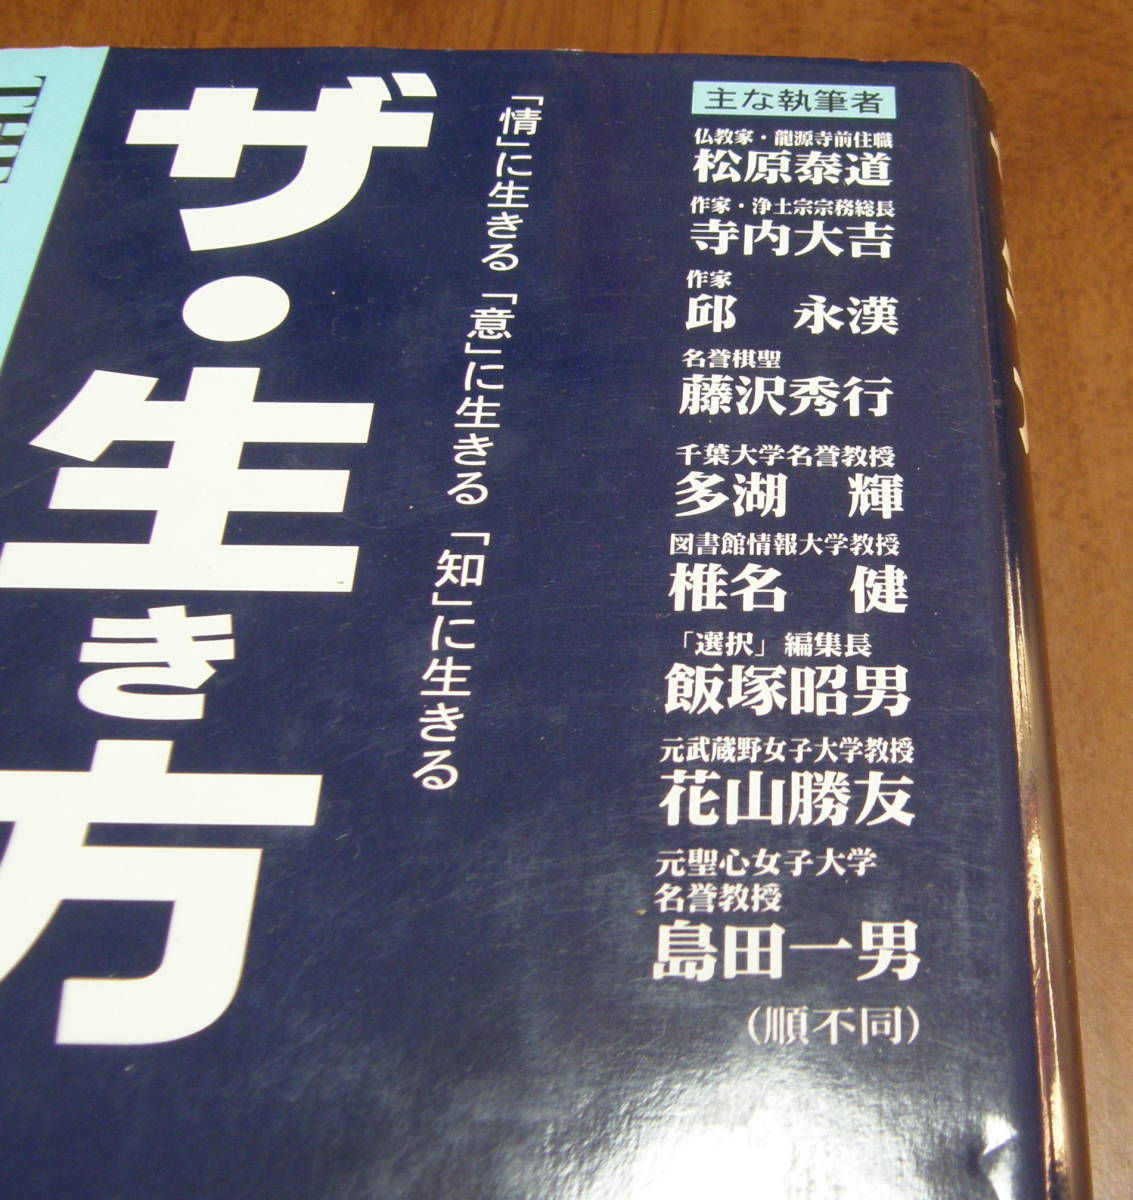 ザ・生き方
「情」に生きる「意」に生きる「知」に生きる
主な執筆者
仏教家・龍源寺前住職
松原泰道
作家・浄土宗宗務総長
寺内大吉
作家
邱 永漢
名誉棋聖
藤沢秀行
千葉大学名誉教授
多湖 輝
図書館情報大学教授
椎名 健
「選択」編集長
飯塚昭男
元武蔵野女子大学教授
花山勝友
元聖心女子大学
名誉教授
島田一男
(順不同)